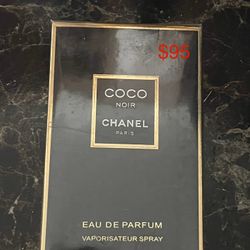 $95
COCO
NOIR
CHANEL
PARIS
EAU DE PARFUM
VAPORISATEUR SPRAY